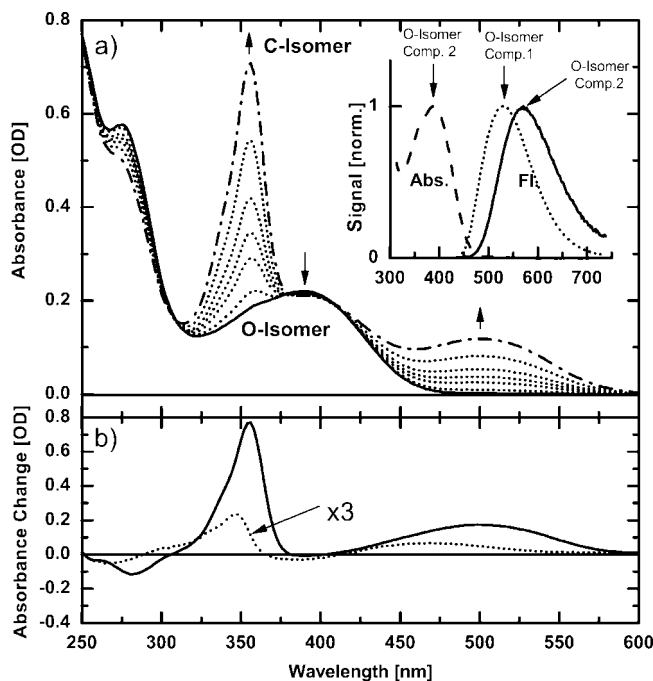 a)
C-Isomer
O-Isomer
Absorbance [OD]
0.8
0.6
0.4
0.2
0.0
O-Isomer
Comp. 2
O-Isomer
Comp.1
O-Isomer
Comp.2
Signal [norm.]
1
0
Abs.
Fl.
300 400 500 600 700
b)
x3
Absorbance Change [OD]
0.8
0.6
0.4
0.2
0.0
-0.2
-0.4
250 300 350 400 450 500 550 600
Wavelength [nm]